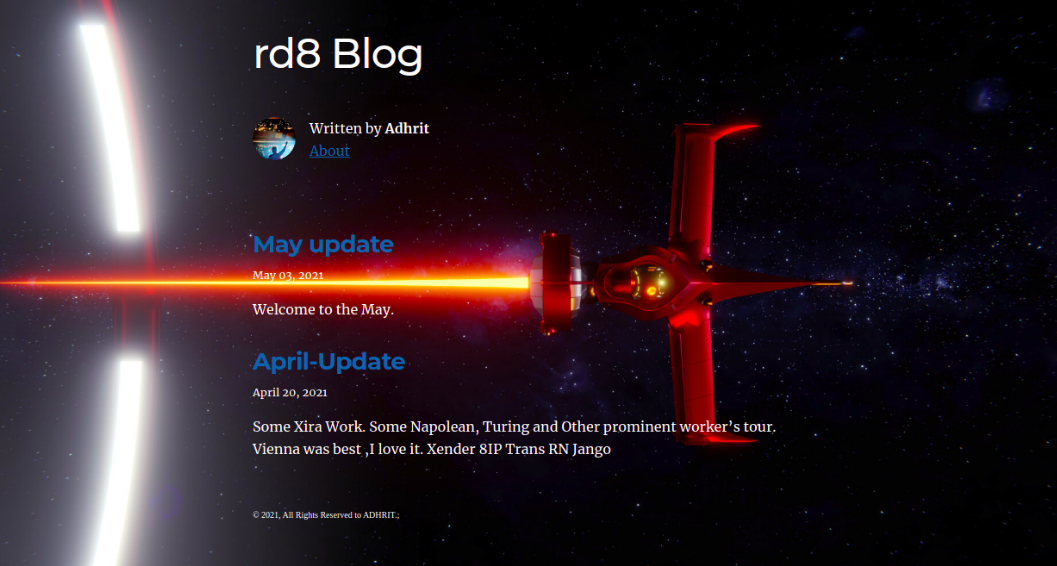 rd8 Blog
Written by Adhrit
About
May update
May 03, 2021
Welcome to the May.
April-Update
April 20, 2021
Some Xira Work. Some Napolean, Turing and Other prominent worker’s tour.
Vienna was best ,I love it. Xender 8IP Trans RN Jango
© 2021, All Rights Reserved to ADHRIT.;